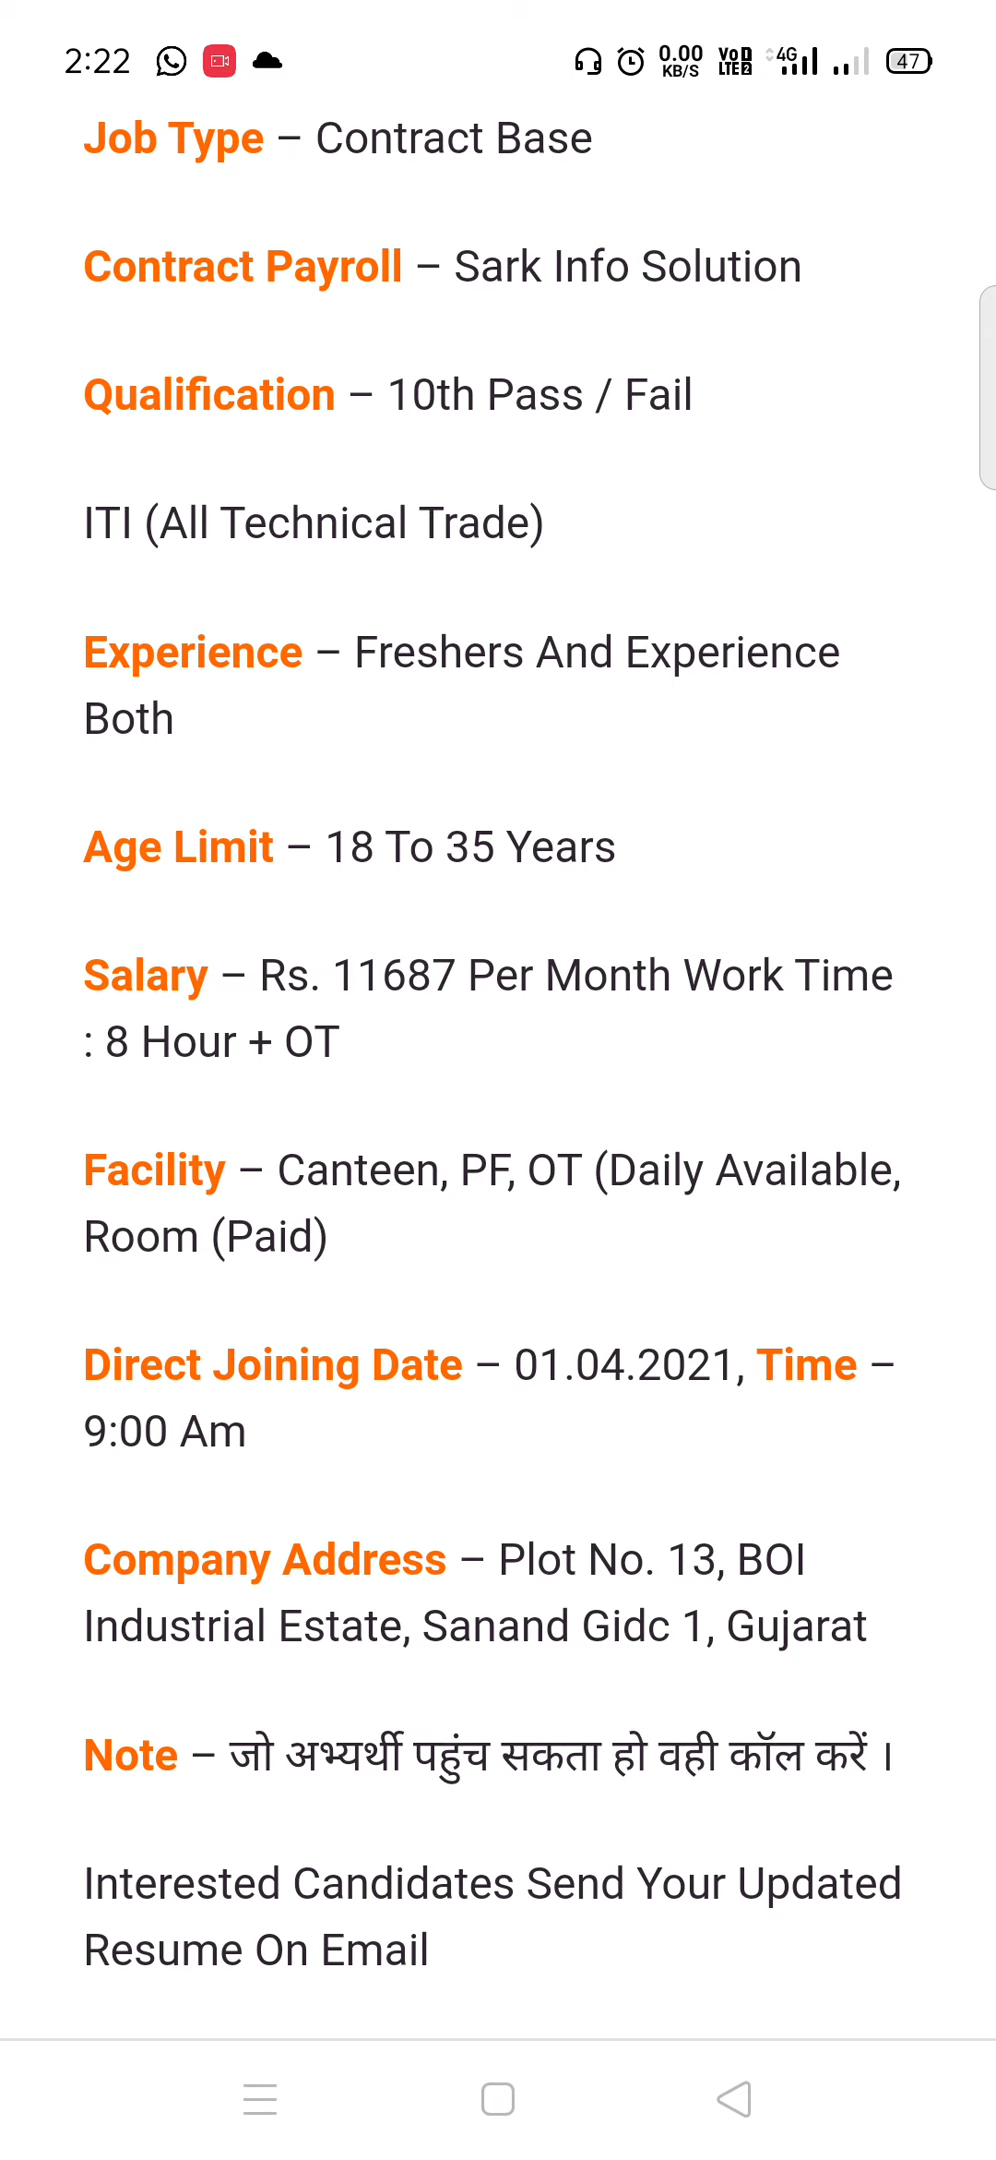 2:22 0.00 KB/S VoLTE 1 2 4G 47
Job Type – Contract Base
Contract Payroll – Sark Info Solution
Qualification – 10th Pass / Fail
ITI (All Technical Trade)
Experience – Freshers And Experience
Both
Age Limit – 18 To 35 Years
Salary – Rs. 11687 Per Month Work Time
: 8 Hour + OT
Facility – Canteen, PF, OT (Daily Available,
Room (Paid)
Direct Joining Date – 01.04.2021, Time –
9:00 Am
Company Address – Plot No. 13, BOI
Industrial Estate, Sanand Gidc 1, Gujarat
Note – जो अभ्यर्थी पहुंच सकता हो वही कॉल करें ।
Interested Candidates Send Your Updated
Resume On Email